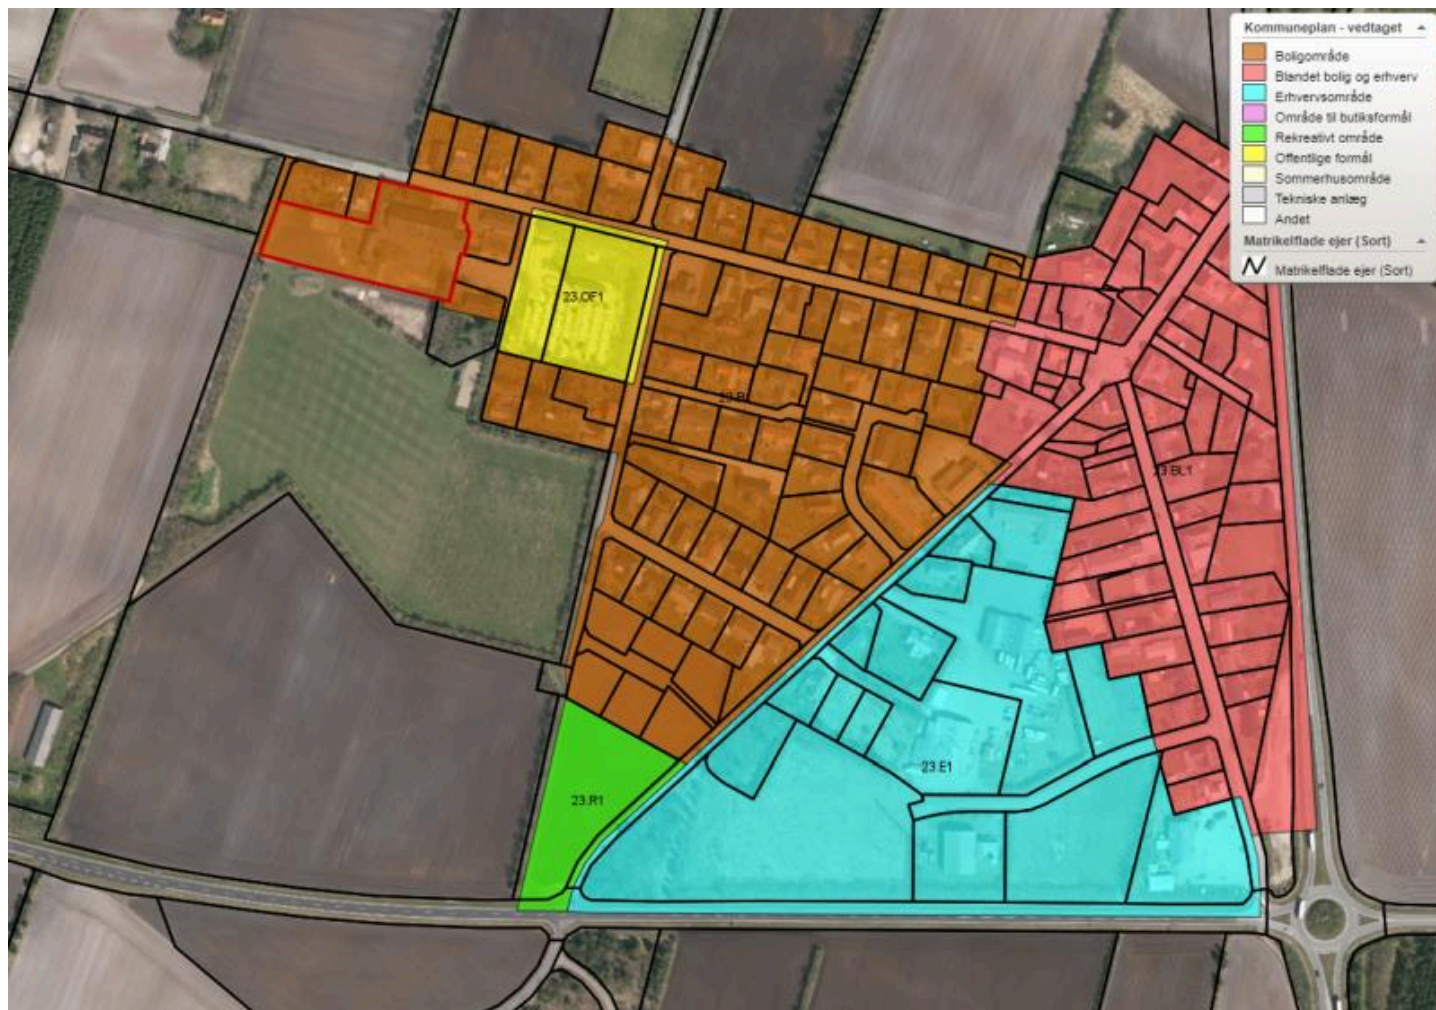 Kommuneplan - vedtaget
Boligområde
Blandet bolig og erhverv
Erhvervsområde
Område til butiksformål
Rekreativt område
Offentlige formål
Sommerhusområde
Tekniske anlæg
Andet
Matrikelflade ejer (Sort)
Matrikelflade ejer (Sort)
23.OF1
23.BL1
23.E1
23.R1